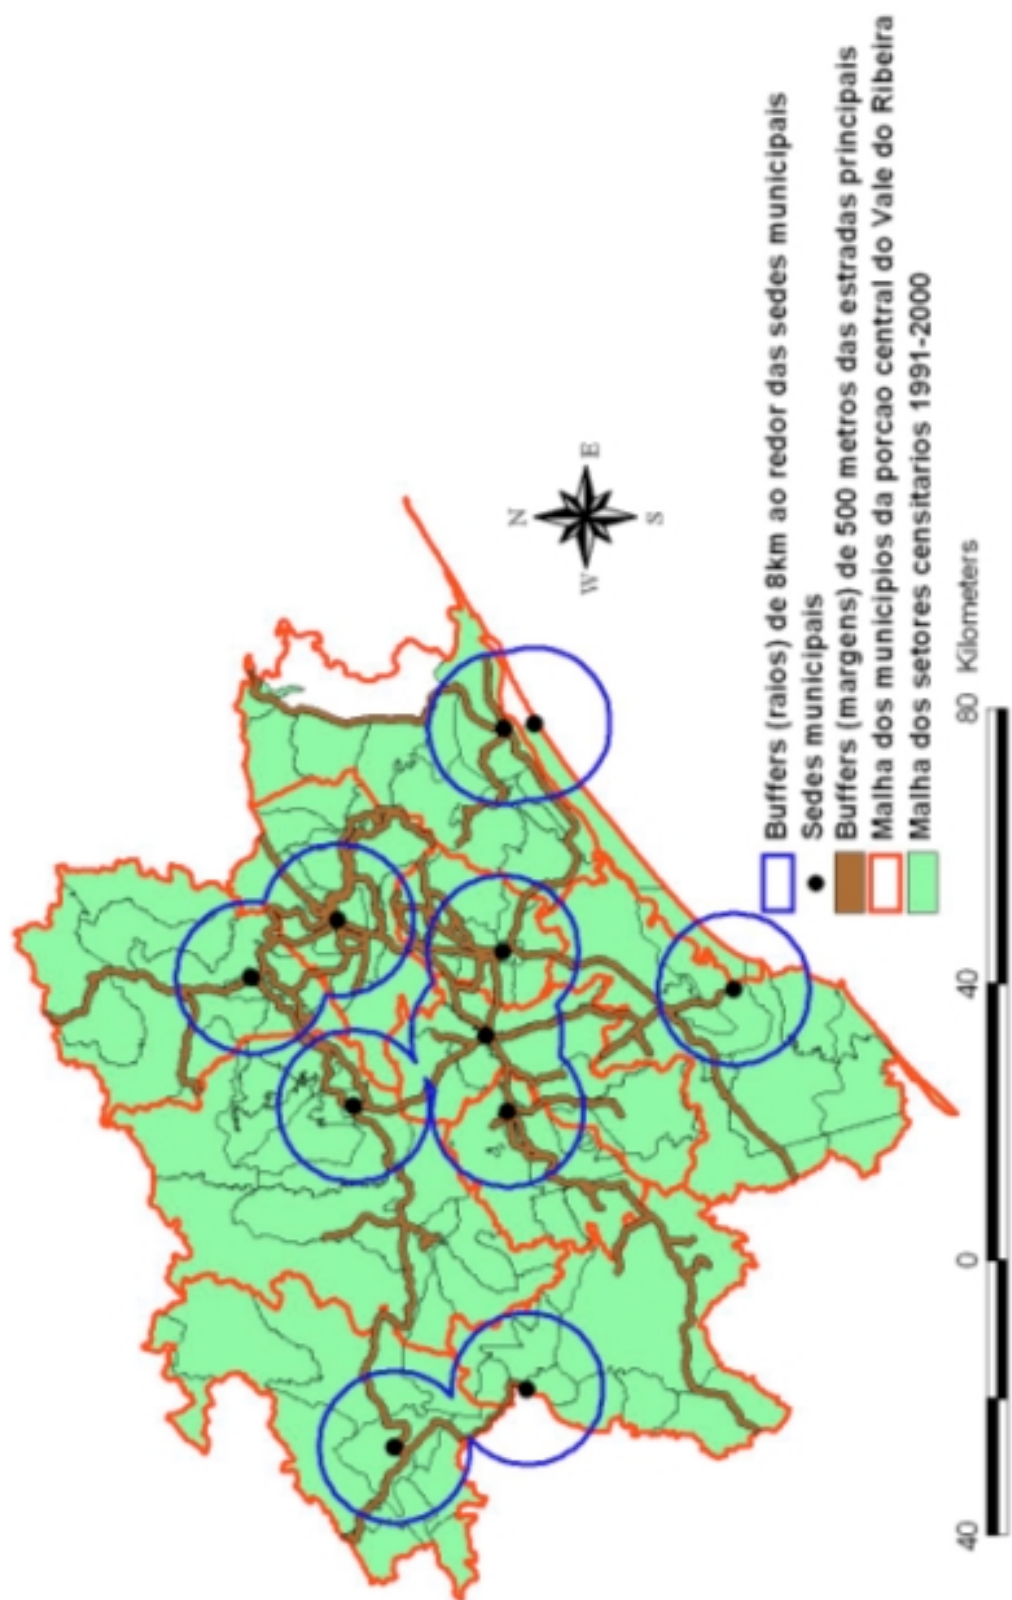 N
W
E
S
Buffers (raios) de 8km ao redor das sedes municipais
Sedes municipais
Buffers (margens) de 500 metros das estradas principais
Malha dos municipios da porcao central do Vale do Ribeira
Malha dos setores censitarios 1991-2000
40 0 40 80 Kilometers